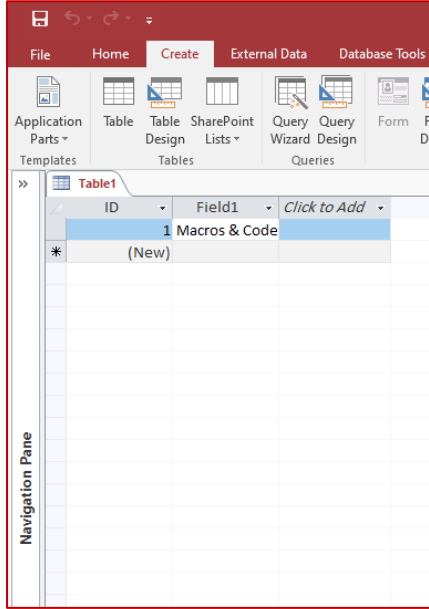 File Home Create External Data Database Tools
Application Parts Table Table Design SharePoint Lists Query Wizard Query Design Form
Templates Tables Queries
Table1
ID Field1 Click to Add
1 Macros & Code
(New)
Navigation Pane